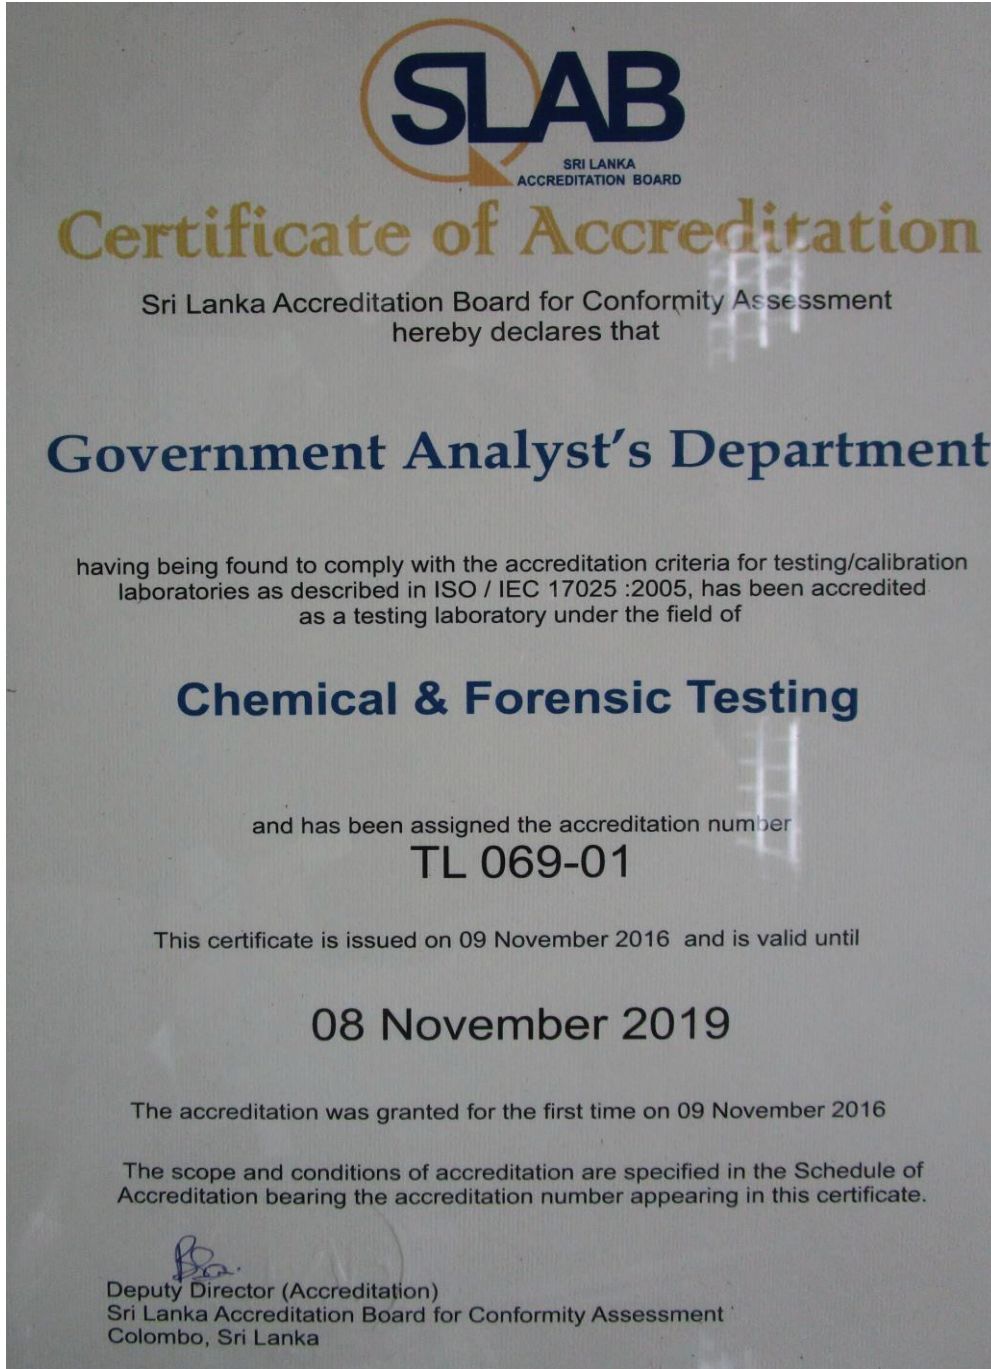 SLAB
SRI LANKA
ACCREDITATION BOARD
Certificate of Accreditation
Sri Lanka Accreditation Board for Conformity Assessment
hereby declares that
Government Analyst's Department
having being found to comply with the accreditation criteria for testing/calibration
laboratories as described in ISO / IEC 17025 :2005, has been accredited
as a testing laboratory under the field of
Chemical & Forensic Testing
and has been assigned the accreditation number
TL 069-01
This certificate is issued on 09 November 2016 and is valid until
08 November 2019
The accreditation was granted for the first time on 09 November 2016
The scope and conditions of accreditation are specified in the Schedule of
Accreditation bearing the accreditation number appearing in this certificate.
Deputy Director (Accreditation)
Sri Lanka Accreditation Board for Conformity Assessment
Colombo, Sri Lanka